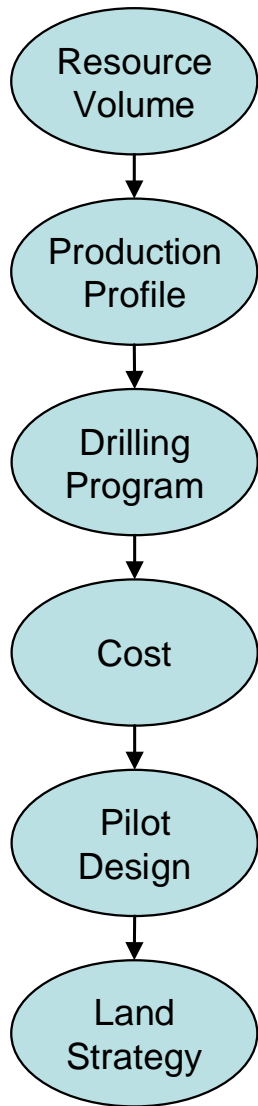 Resource
Volume
Production
Profile
Drilling
Program
Cost
Pilot
Design
Land
Strategy